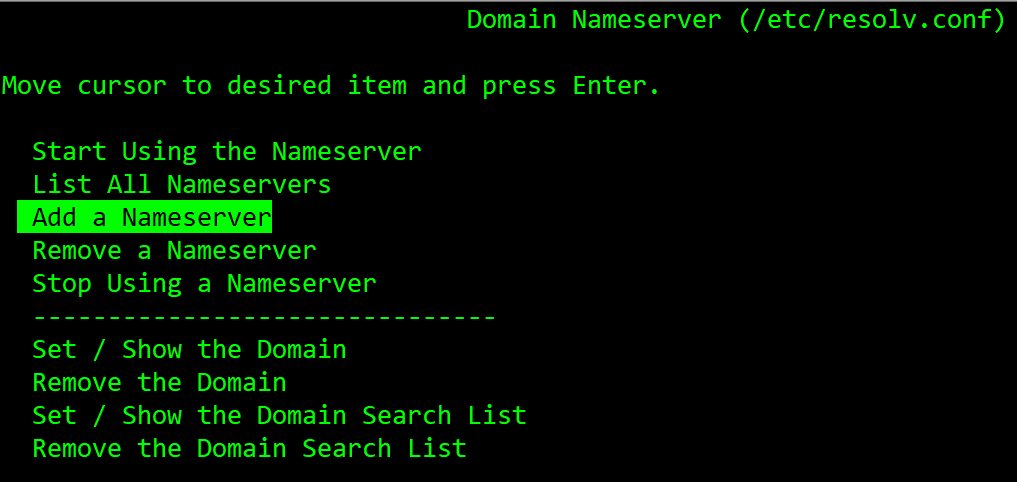 Domain Nameserver (/etc/resolv.conf)
Move cursor to desired item and press Enter.
Start Using the Nameserver
List All Nameservers
Add a Nameserver
Remove a Nameserver
Stop Using a Nameserver
-------------------------------
Set / Show the Domain
Remove the Domain
Set / Show the Domain Search List
Remove the Domain Search List